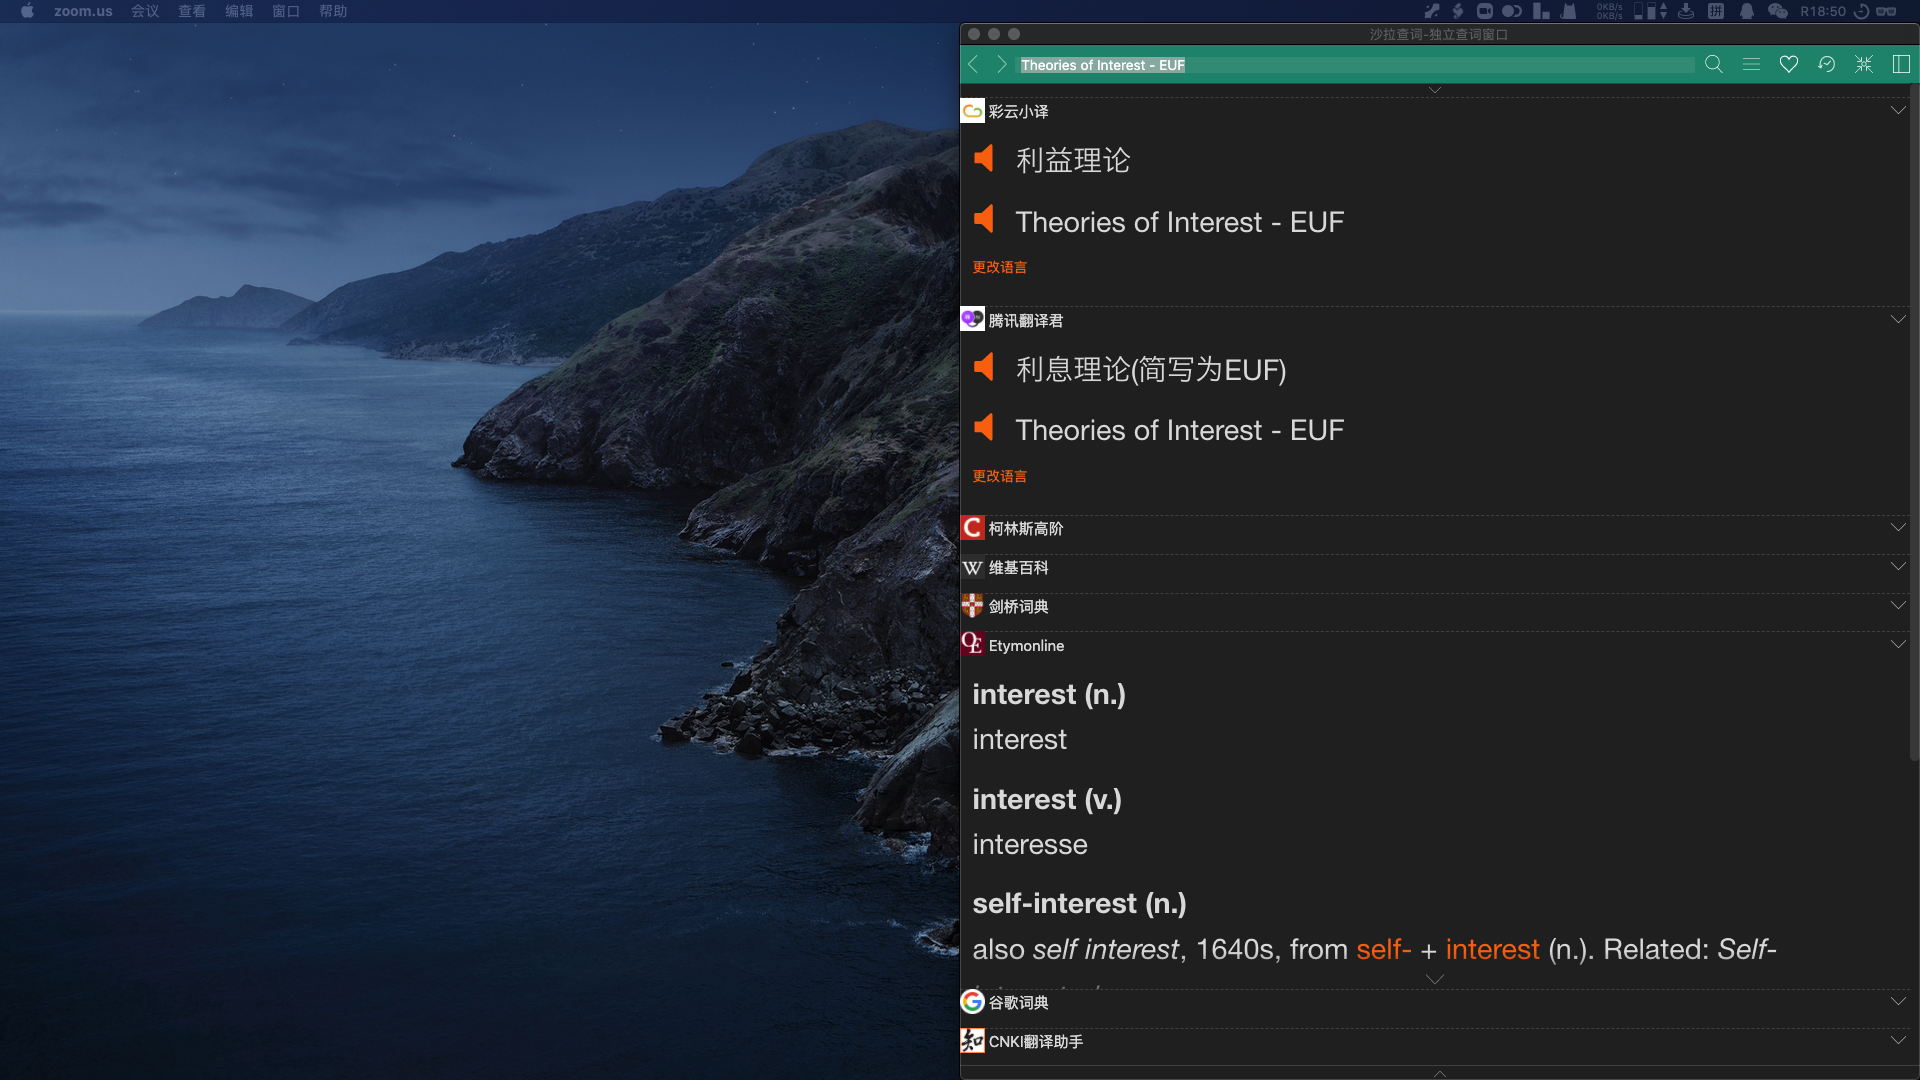 zoom.us 会议 查看 编辑 窗口 帮助
0KB/s
0KB/s
拼
R18:50
沙拉查词-独立查词窗口
Theories of Interest - EUF
彩云小译
利益理论
Theories of Interest - EUF
更改语言
腾讯翻译君
利息理论(简写为EUF)
Theories of Interest - EUF
更改语言
C 柯林斯高阶
W 维基百科
剑桥词典
OE Etymonline
interest (n.)
interest
interest (v.)
interesse
self-interest (n.)
also self interest, 1640s, from self- + interest (n.). Related: Self-
G 谷歌词典
知 CNKI翻译助手